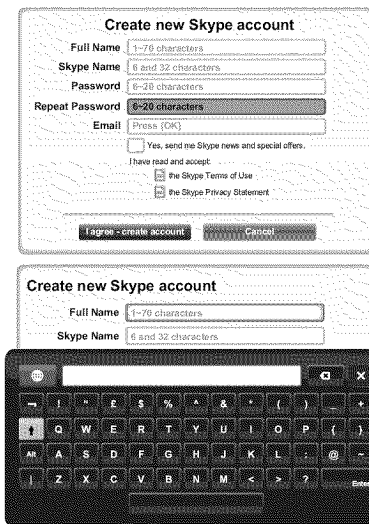 Create new Skype account
Full Name 1~70 characters
Skype Name 6 and 32 characters
Password 6~20 characters
Repeat Password 6~20 characters
Email Press {OK}
Yes, send me Skype news and special offers.
I have read and accept:
the Skype Terms of Use
the Skype Privacy Statement
I agree - create account Cancel
Create new Skype account
Full Name 1~70 characters
Skype Name 6 and 32 characters
¬ ! " £ $ % ^ & * ( ) _ +
Q W E R T Y U I O P { }
Alt A S D F G H J K L : @ ~
| Z X C V B N M < > ? Enter